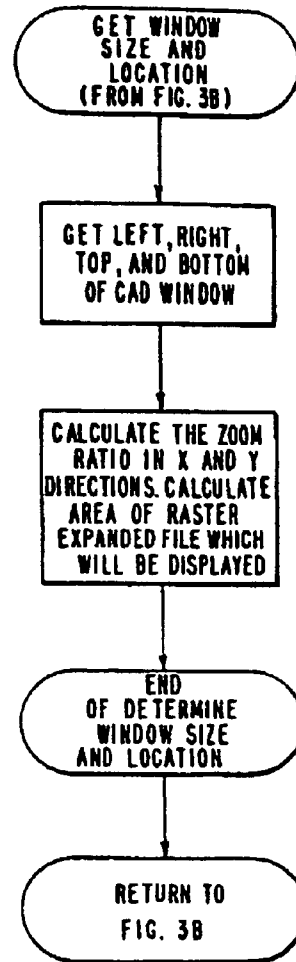 GET WINDOW
SIZE AND
LOCATION
(FROM FIG. 3B)
GET LEFT, RIGHT,
TOP, AND BOTTOM
OF CAD WINDOW
CALCULATE THE ZOOM
RATIO IN X AND Y
DIRECTIONS. CALCULATE
AREA OF RASTER
EXPANDED FILE WHICH
WILL BE DISPLAYED
END
OF DETERMINE
WINDOW SIZE
AND LOCATION
RETURN TO
FIG. 3B